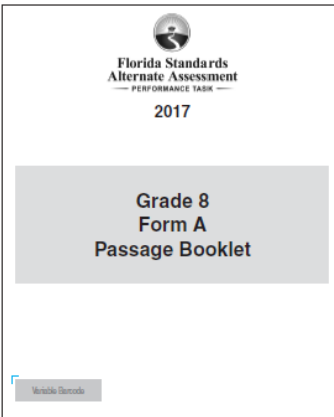 Florida Standards
Alternate Assessment
PERFORMANCE TASK
2017
Grade 8
Form A
Passage Booklet
Variable Barcode